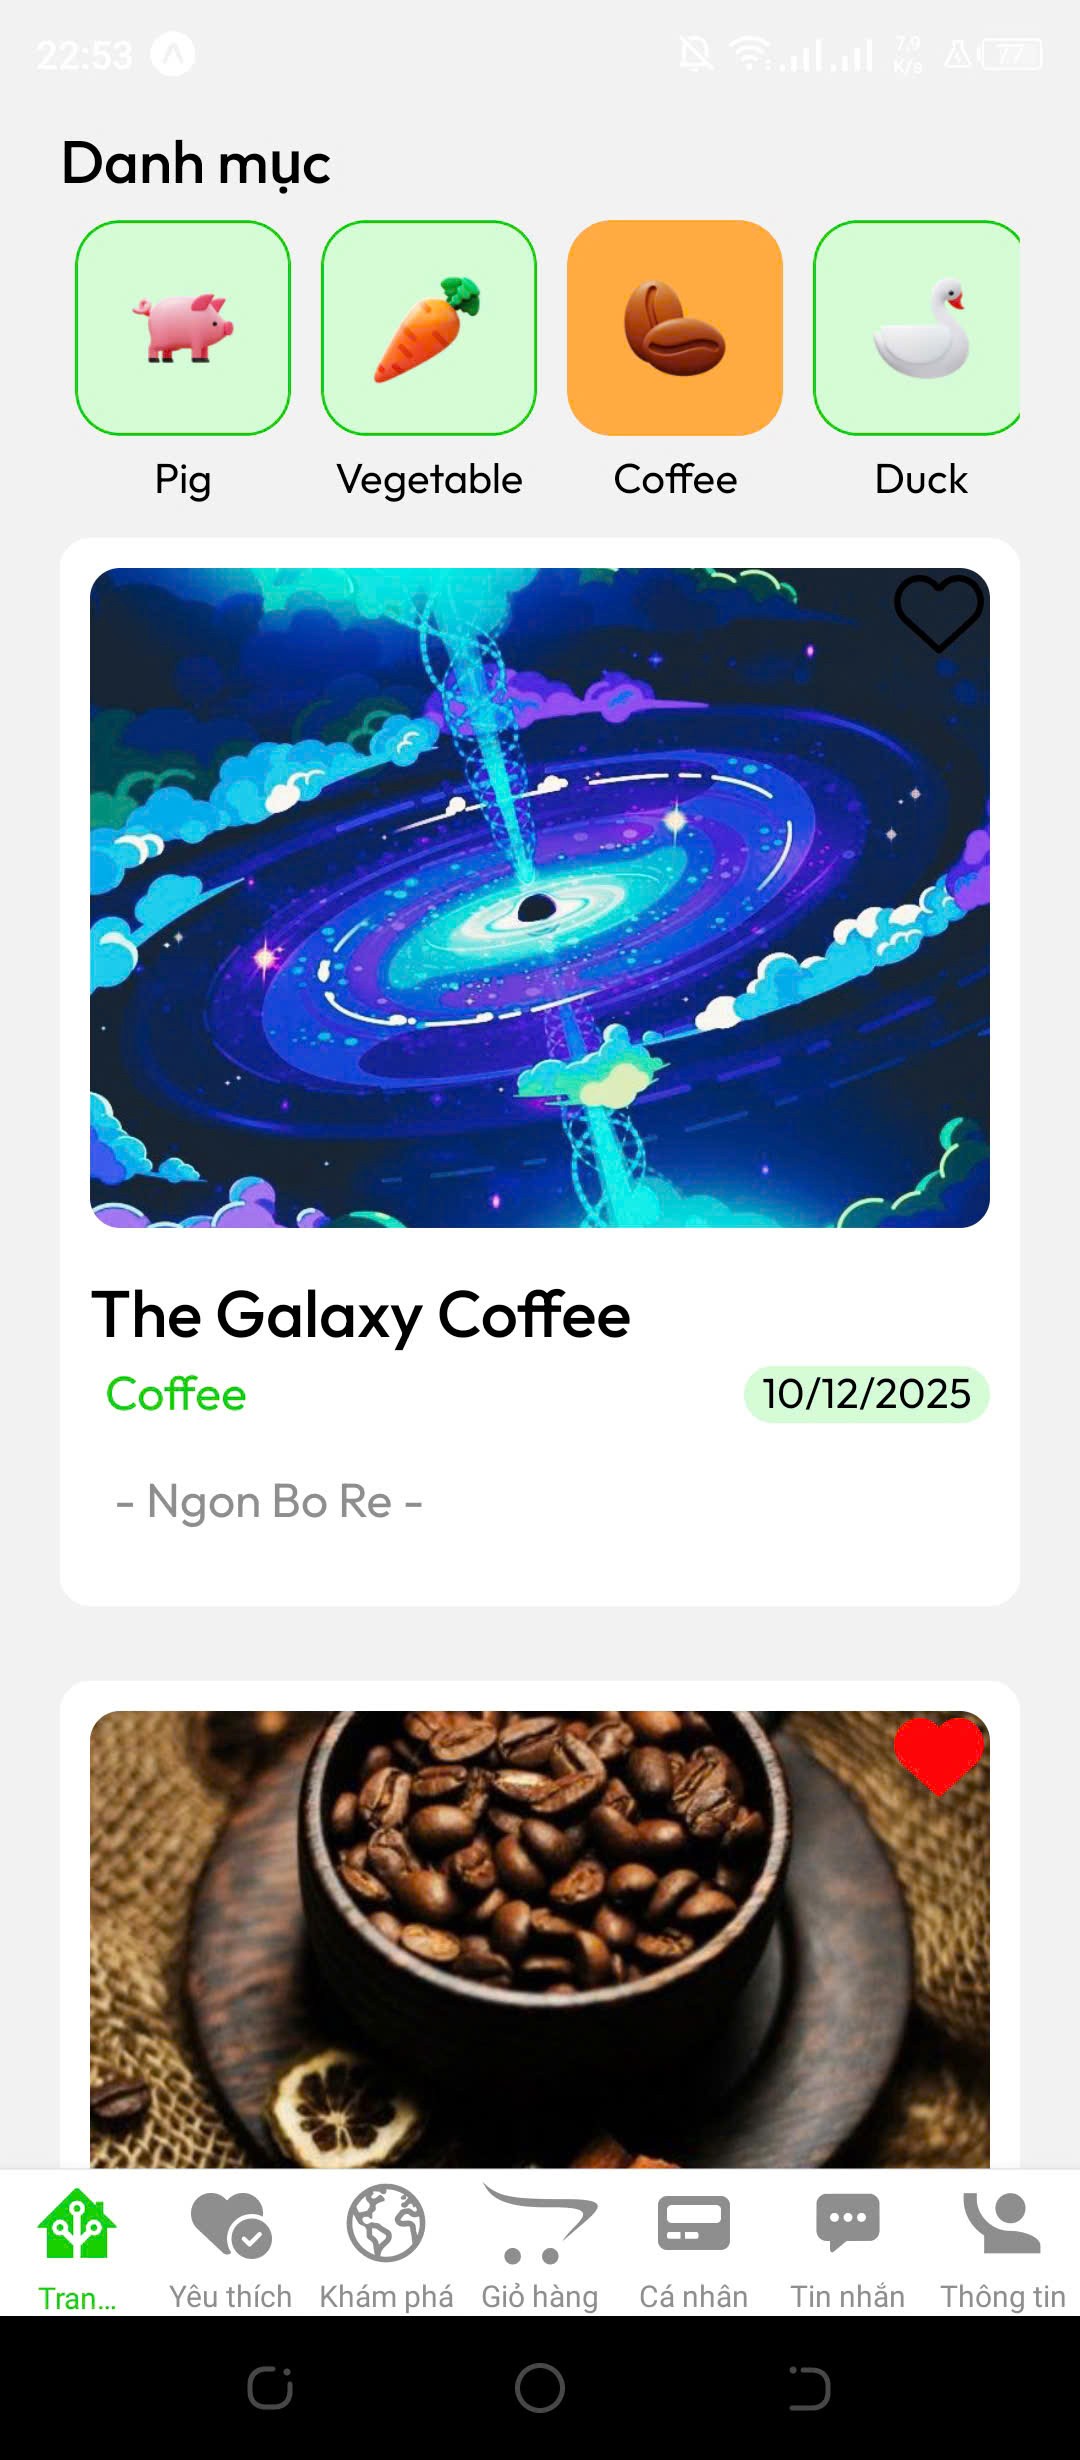 22:53
7,9
K/s
77
Danh mục
Pig
Vegetable
Coffee
Duck
The Galaxy Coffee
Coffee
10/12/2025
- Ngon Bo Re -
Tran...
Yêu thích
Khám phá
Giỏ hàng
Cá nhân
Tin nhắn
Thông tin